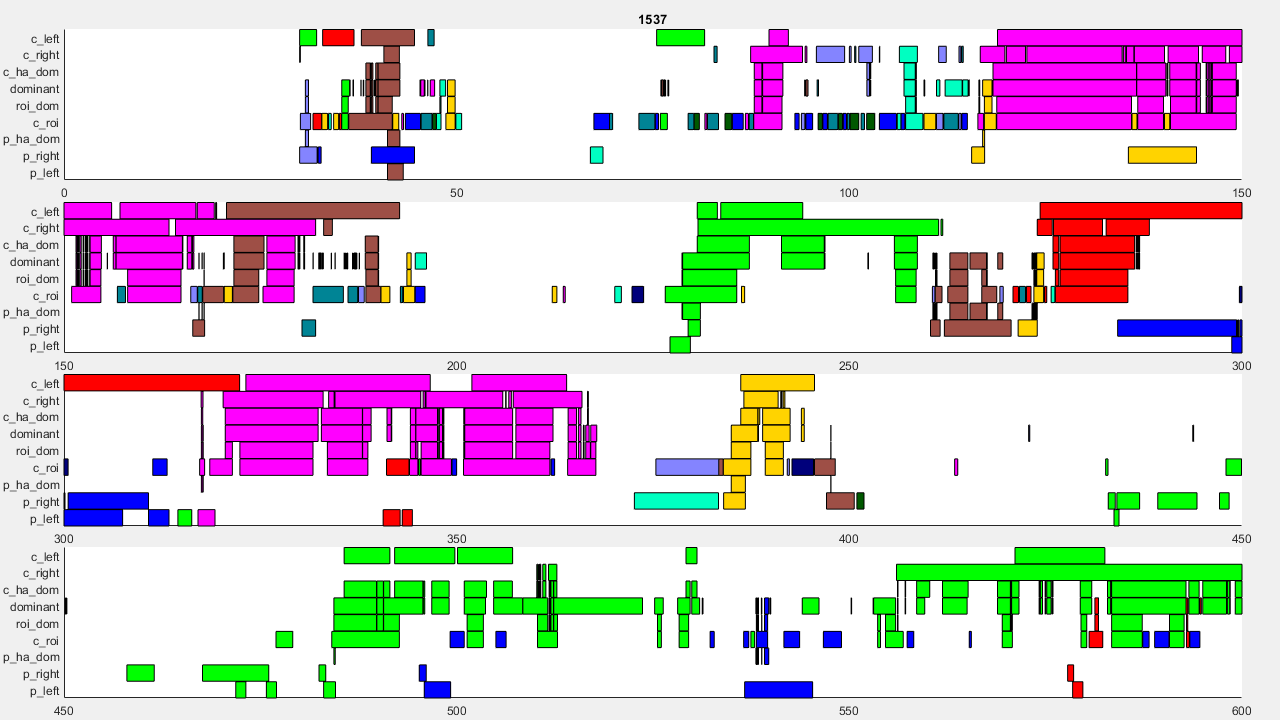 1537
c_left
c_right
c_ha_dom
dominant
roi_dom
c_roi
p_ha_dom
p_right
p_left
0 50 100 150
c_left
c_right
c_ha_dom
dominant
roi_dom
c_roi
p_ha_dom
p_right
p_left
150 200 250 300
c_left
c_right
c_ha_dom
dominant
roi_dom
c_roi
p_ha_dom
p_right
p_left
300 350 400 450
c_left
c_right
c_ha_dom
dominant
roi_dom
c_roi
p_ha_dom
p_right
p_left
450 500 550 600